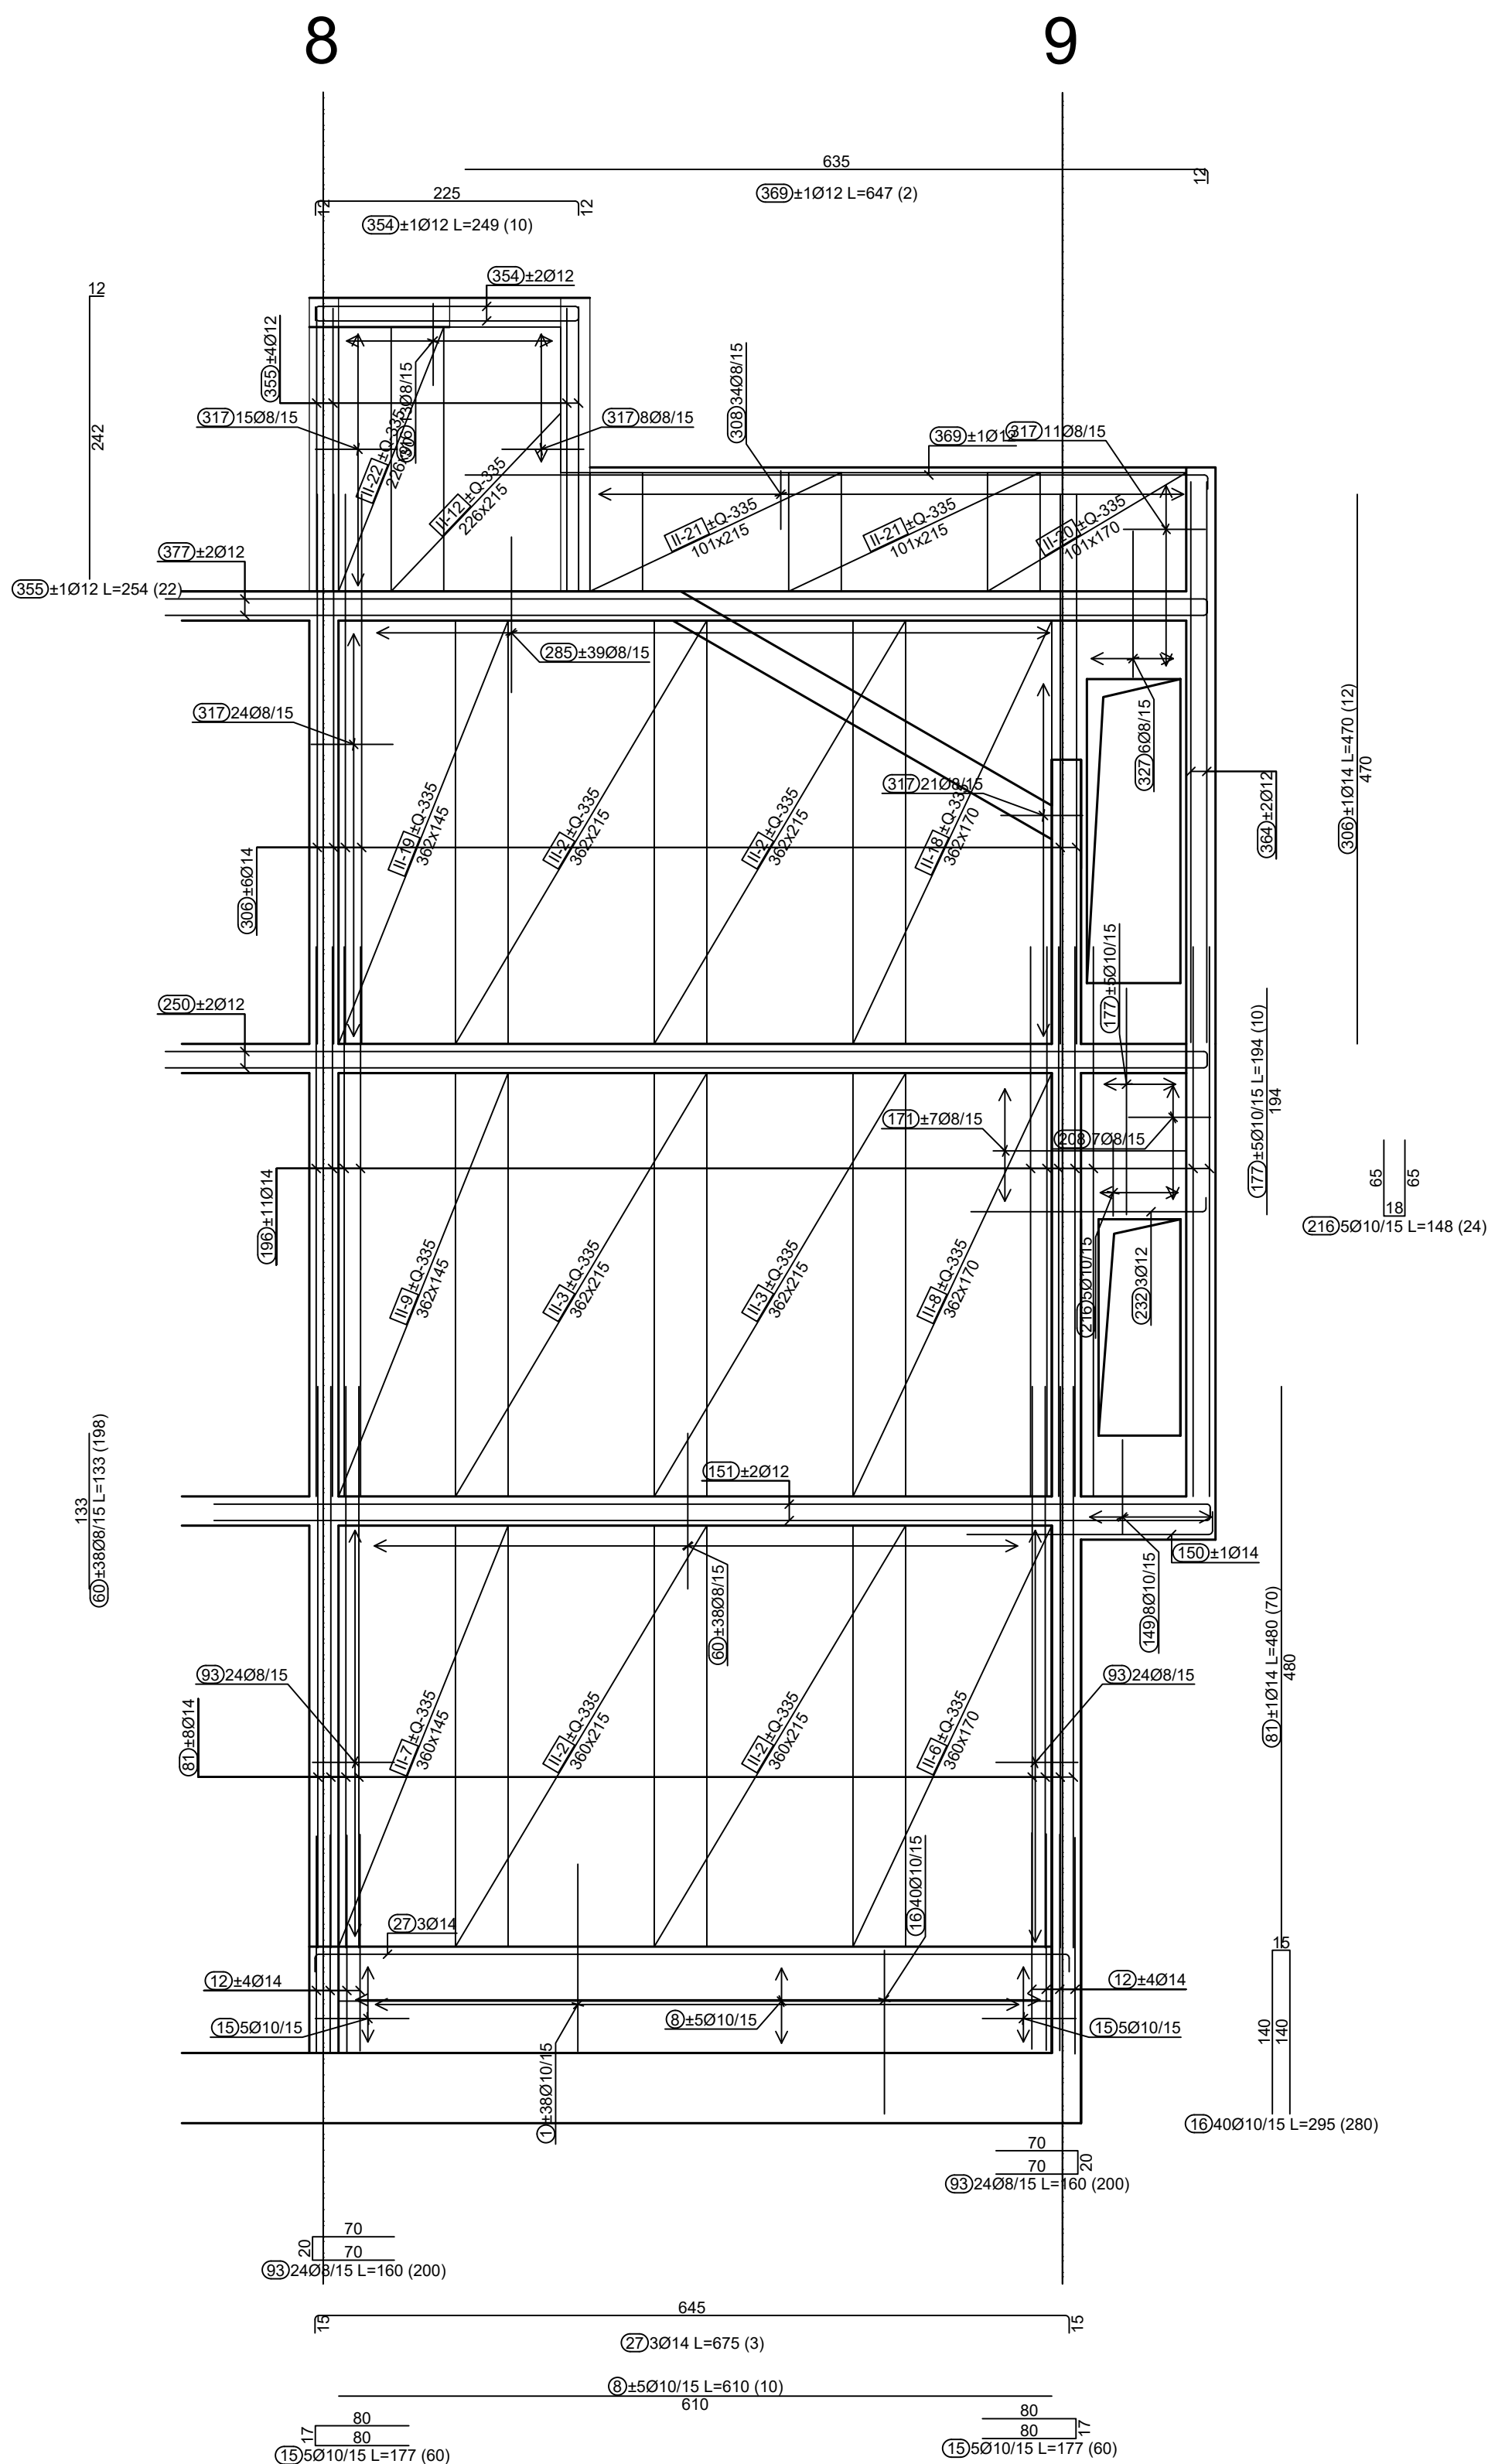 8
9
635
12
369 ±1Ø12 L=647 (2)
225
12
12
354 ±1Ø12 L=249 (10)
354 ±2Ø12
12
242
355 ±1Ø12 L=254 (22)
355 ±4Ø12
317 15Ø8/15
II-22 ±Q-335
317 8Ø8/15
II-12 ±Q-335
226x215
308 34Ø8/15
369 ±1Ø12
317 11Ø8/15
II-21 ±Q-335
101x215
II-21 ±Q-335
101x215
II-20 ±Q-335
101x170
377 ±2Ø12
285 ±39Ø8/15
317 24Ø8/15
317 21Ø8/15
327 6Ø8/15
364 ±2Ø12
306 ±1Ø14 L=470 (12)
470
II-19 ±Q-335
362x145
II-2 ±Q-335
362x215
II-2 ±Q-335
362x215
II-18 ±Q-335
362x170
306 ±6Ø14
250 ±2Ø12
177 ±5Ø10/15
177 ±5Ø10/15 L=194 (10)
194
171 ±7Ø8/15
208 7Ø8/15
65
65
18
216 5Ø10/15 L=148 (24)
196 ±11Ø14
216 5Ø10/15
232 3Ø12
II-9 ±Q-335
362x145
II-3 ±Q-335
362x215
II-3 ±Q-335
362x215
II-8 ±Q-335
362x170
133
60 ±38Ø8/15 L=133 (198)
151 ±2Ø12
150 ±1Ø14
149 8Ø10/15
60 ±38Ø8/15
81 ±1Ø14 L=480 (70)
480
93 24Ø8/15
93 24Ø8/15
81 ±8Ø14
II-7 ±Q-335
360x145
II-2 ±Q-335
360x215
II-2 ±Q-335
360x215
II-6 ±Q-335
360x170
16 40Ø10/15
27 3Ø14
12 ±4Ø14
12 ±4Ø14
15 5Ø10/15
8 ±5Ø10/15
15 5Ø10/15
1 ±38Ø10/15
15
140
140
16 40Ø10/15 L=295 (280)
70
70
20
93 24Ø8/15 L=160 (200)
70
20
70
93 24Ø8/15 L=160 (200)
645
15
15
27 3Ø14 L=675 (3)
8 ±5Ø10/15 L=610 (10)
610
80
17
80
15 5Ø10/15 L=177 (60)
80
80
17
15 5Ø10/15 L=177 (60)